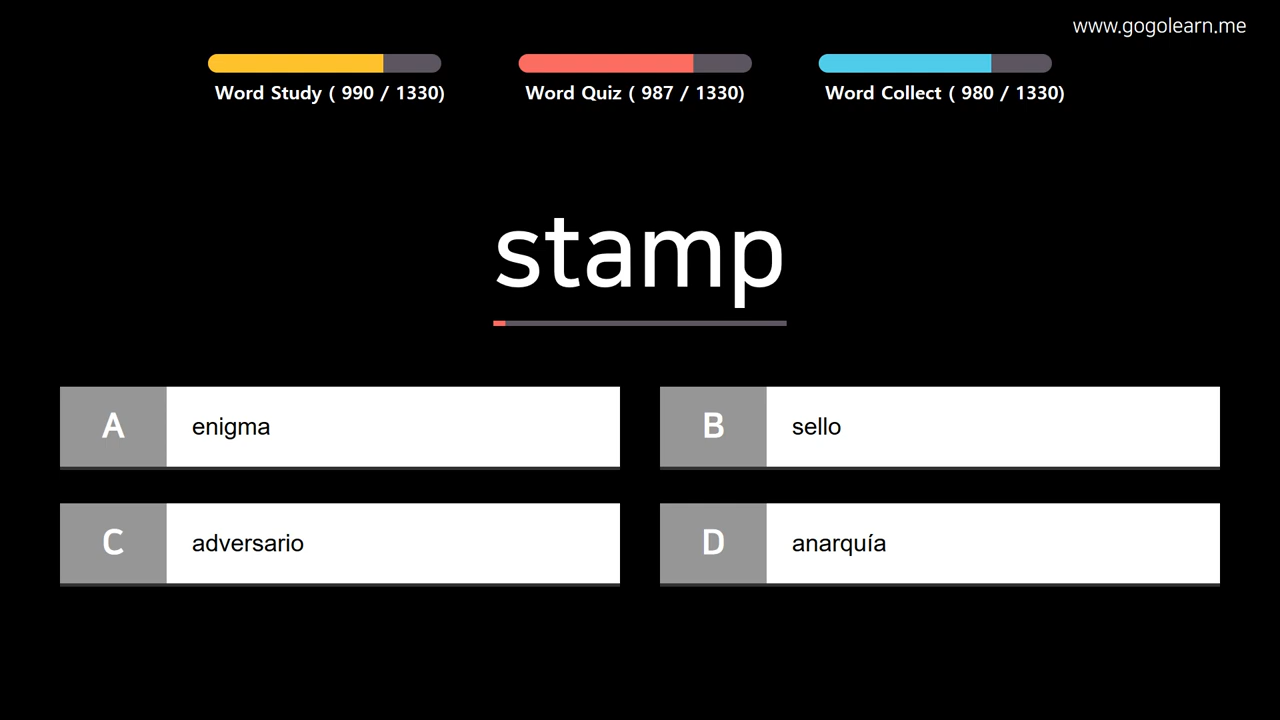 www.gogolearn.me
Word Study ( 990 / 1330)
Word Quiz ( 987 / 1330)
Word Collect ( 980 / 1330)
stamp
A enigma
B sello
C adversario
D anarquía